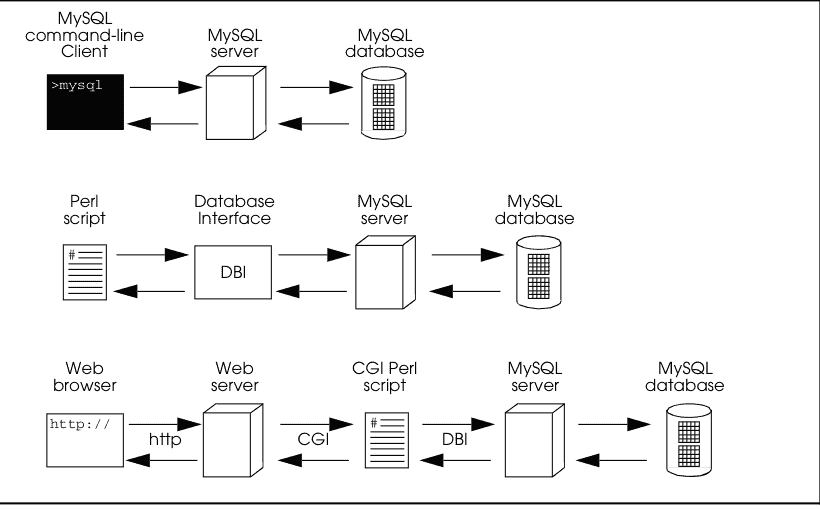 MySQL
command-line
Client
MySQL
server
MySQL
database
>mysql
Perl
script
Database
Interface
MySQL
server
MySQL
database
#
DBI
Web
browser
Web
server
CGI Perl
script
MySQL
server
MySQL
database
http://
http
CGI
#
DBI